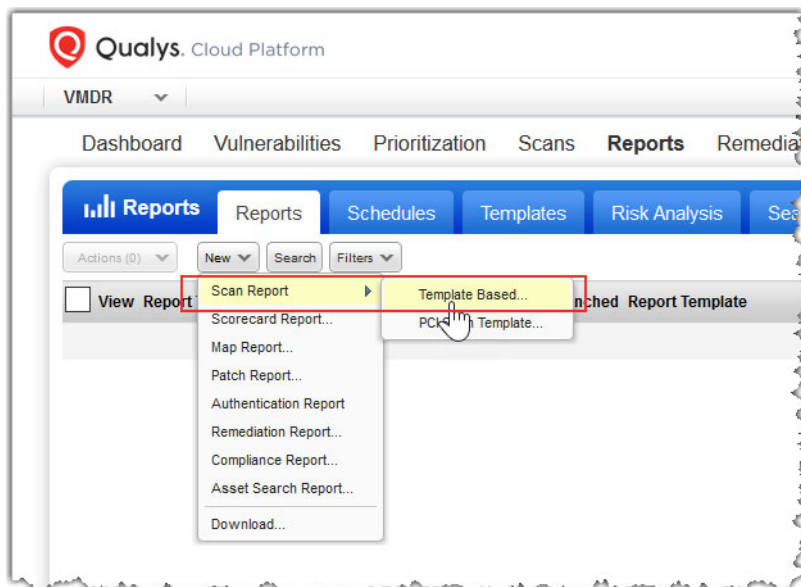 Qualys. Cloud Platform
VMDR
Dashboard Vulnerabilities Prioritization Scans Reports Remedia
Reports Reports Schedules Templates Risk Analysis Sea
Actions (0) New Search Filters
View Report nched Report Template
Scan Report
Template Based...
Scorecard Report...
Template...
Map Report...
Patch Report...
Authentication Report
Remediation Report...
Compliance Report...
Asset Search Report...
Download...